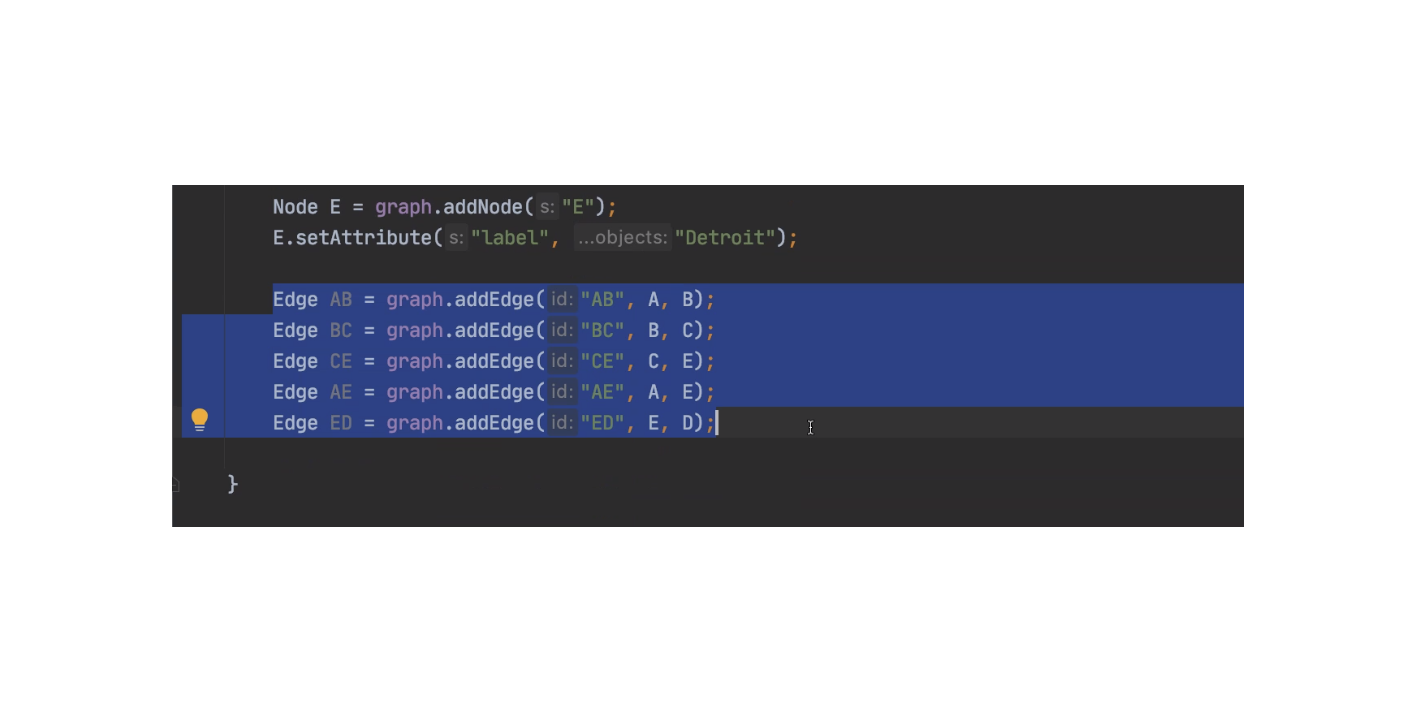 Node E = graph.addNode( s: "E");
E.setAttribute( s: "label", ...objects: "Detroit");
Edge AB = graph.addEdge( id: "AB", A, B);
Edge BC = graph.addEdge( id: "BC", B, C);
Edge CE = graph.addEdge( id: "CE", C, E);
Edge AE = graph.addEdge( id: "AE", A, E);
Edge ED = graph.addEdge( id: "ED", E, D);
}